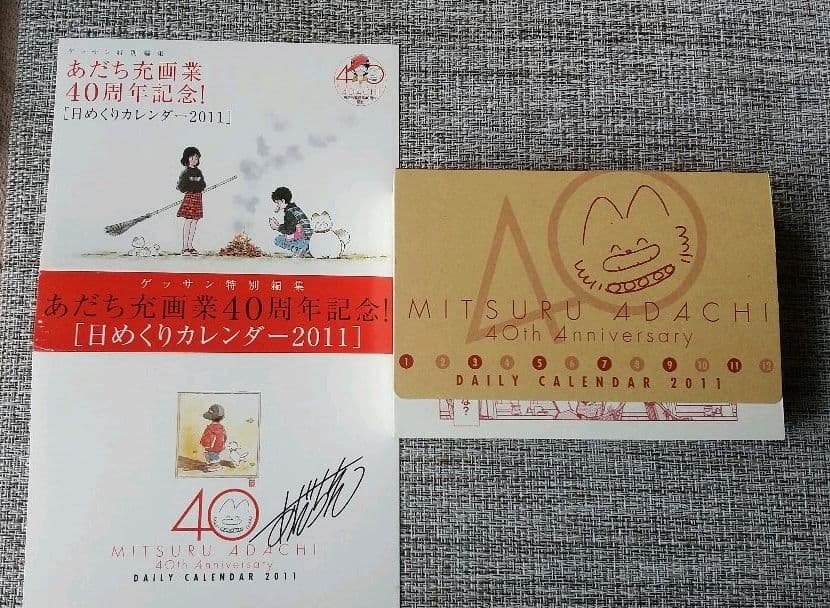 ゲッサン特別編集
あだち充画業
40周年記念!
[日めくりカレンダー2011]
40
ADACHI
ゲッサン特別編集
あだち充画業40周年記念!
[日めくりカレンダー2011]
40
MITSURU ADACHI
40th Anniversary
DAILY CALENDAR 2011
A40
MITSURU ADACHI
40th Anniversary
1 2 3 4 5 6 7 8 9 10 11 12
DAILY CALENDAR 2011
な?